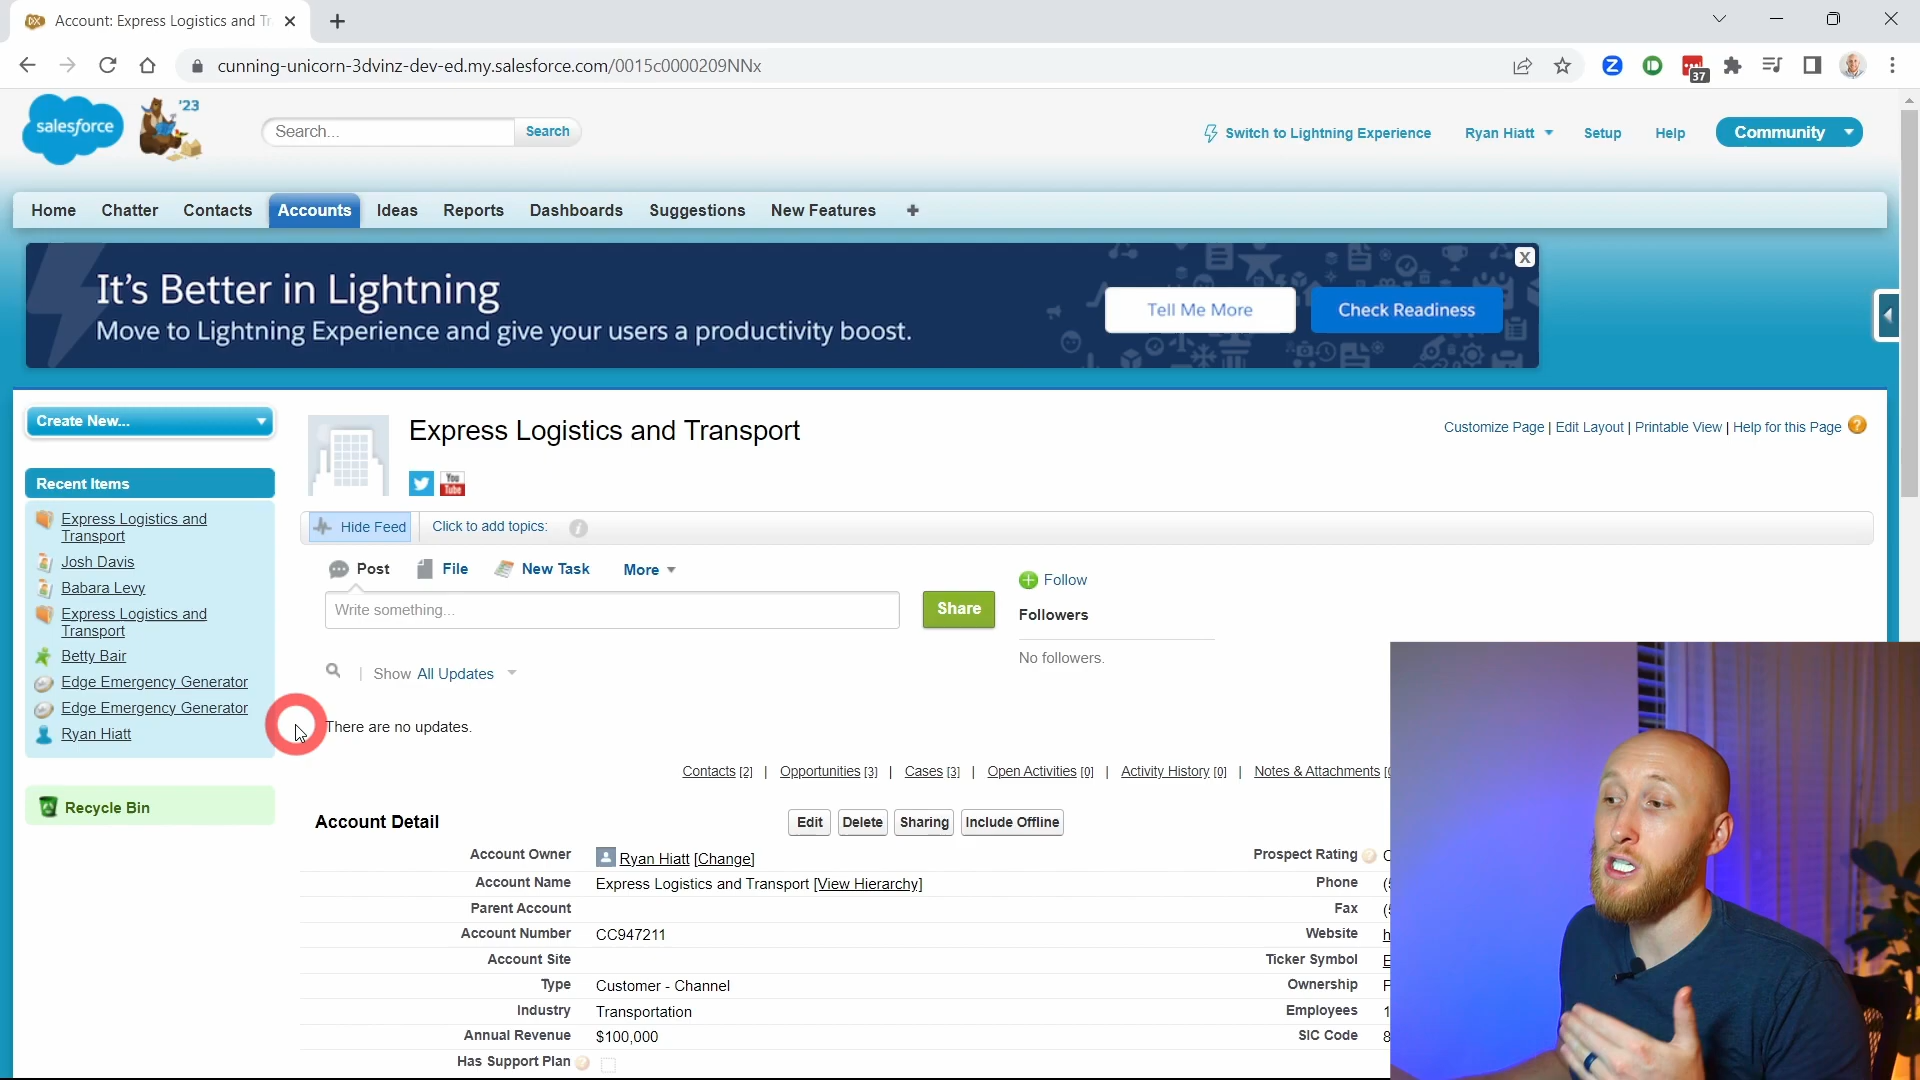 Account: Express Logistics and Tr
cunning-unicorn-3dvinz-dev-ed.my.salesforce.com/0015c0000209NNx
37
salesforce
'23
Search...
Search
Switch to Lightning Experience
Ryan Hiatt
Setup
Help
Community
Home
Chatter
Contacts
Accounts
Ideas
Reports
Dashboards
Suggestions
New Features
It's Better in Lightning
Move to Lightning Experience and give your users a productivity boost.
Tell Me More
Check Readiness
X
Create New...
Recent Items
Express Logistics and
Transport
Josh Davis
Babara Levy
Express Logistics and
Transport
Betty Bair
Edge Emergency Generator
Edge Emergency Generator
Ryan Hiatt
Recycle Bin
Express Logistics and Transport
Customize Page | Edit Layout | Printable View | Help for this Page
You
Tube
Hide Feed
Click to add topics:
Post
File
New Task
More
Write something...
Share
Follow
Followers
No followers.
Show All Updates
There are no updates.
Contacts [2] | Opportunities [3] | Cases [3] | Open Activities [0] | Activity History [0] | Notes & Attachments
Account Detail
Edit
Delete
Sharing
Include Offline
Account Owner Ryan Hiatt [Change]
Prospect Rating
Account Name Express Logistics and Transport [View Hierarchy]
Phone
Parent Account
Fax
Account Number CC947211
Website
Account Site
Ticker Symbol
Type Customer - Channel
Ownership
Industry Transportation
Employees 1
Annual Revenue $100,000
SIC Code 8
Has Support Plan